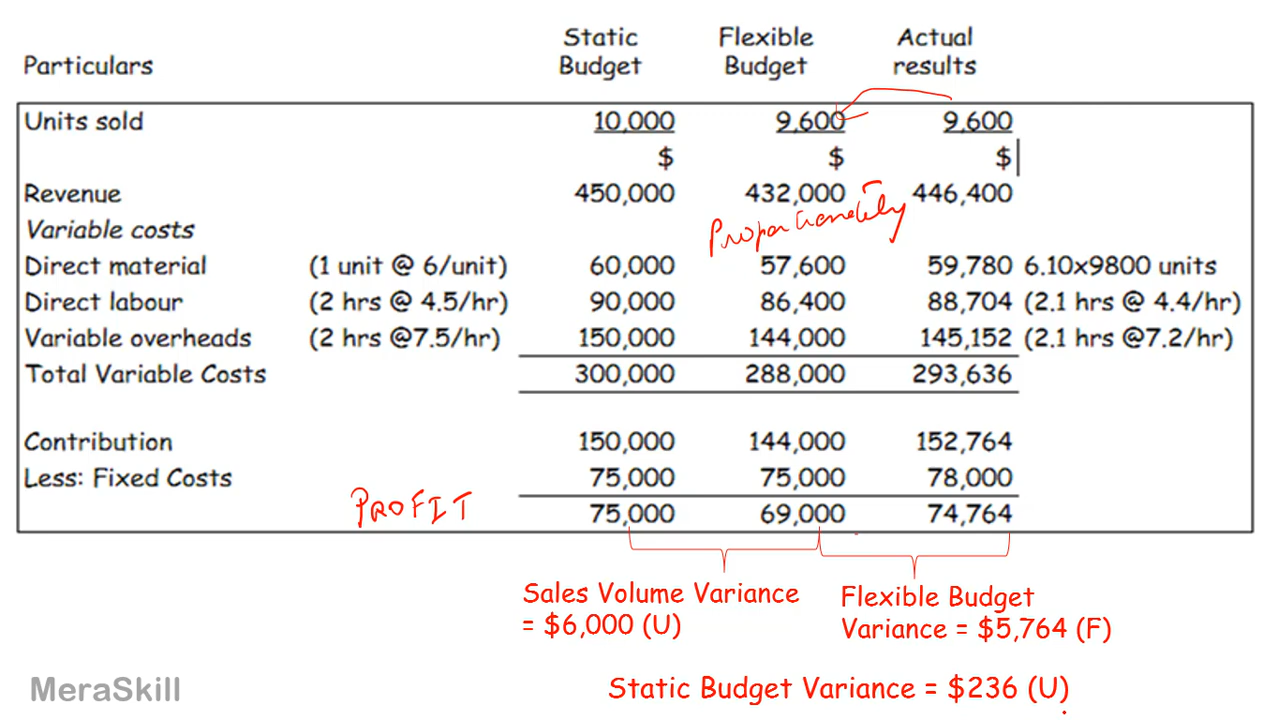 Static Flexible Actual
Particulars Budget Budget results
Units sold 10,000 9,600 9,600
$ $ $
Revenue 450,000 432,000 446,400
Variable costs Proportionately
Direct material (1 unit @ 6/unit) 60,000 57,600 59,780 6.10x9800 units
Direct labour (2 hrs @ 4.5/hr) 90,000 86,400 88,704 (2.1 hrs @ 4.4/hr)
Variable overheads (2 hrs @7.5/hr) 150,000 144,000 145,152 (2.1 hrs @7.2/hr)
Total Variable Costs 300,000 288,000 293,636
Contribution 150,000 144,000 152,764
Less: Fixed Costs 75,000 75,000 78,000
PROFIT 75,000 69,000 74,764
Sales Volume Variance
= $6,000 (U)
Flexible Budget
Variance = $5,764 (F)
MeraSkill
Static Budget Variance = $236 (U)